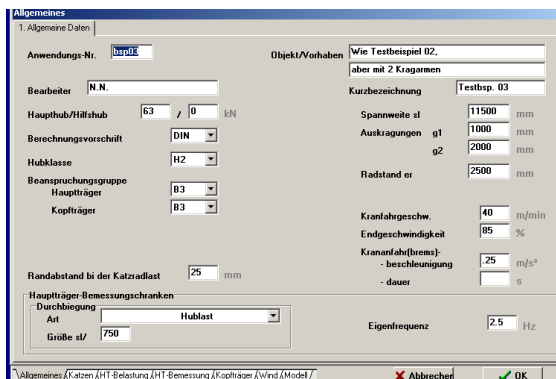 Allgemeines
1. Allgemeine Daten
Anwendungs-Nr. bsp03
Objekt/Vorhaben Wie Testbeispiel 02,
aber mit 2 Kragarmen
Bearbeiter N.N.
Kurzbezeichnung Testbsp. 03
Haupthub/Hilfshub 63 / 0 kN
Spannweite sl 11500 mm
Berechnungsvorschrift DIN
Auskragungen g1 1000 mm
g2 2000 mm
Hubklasse H2
Radstand er 2500 mm
Beanspruchungsgruppe
Hauptträger B3
Kopfträger B3
Kranfahrgeschw. 40 m/min
Endgeschwindigkeit 85 %
Krananfahr(brems)-
- beschleunigung .25 m/s²
- dauer s
Randabstand bi der Katzradlast 25 mm
Hauptträger-Bemessungschranken
Durchbiegung
Art Hublast
Größe sl/ 750
Eigenfrequenz 2.5 Hz
Allgemeines / Katzen / HT-Belastung / HT-Bemessung / Kopfträger / Wind / Modell /
Abbrechen OK